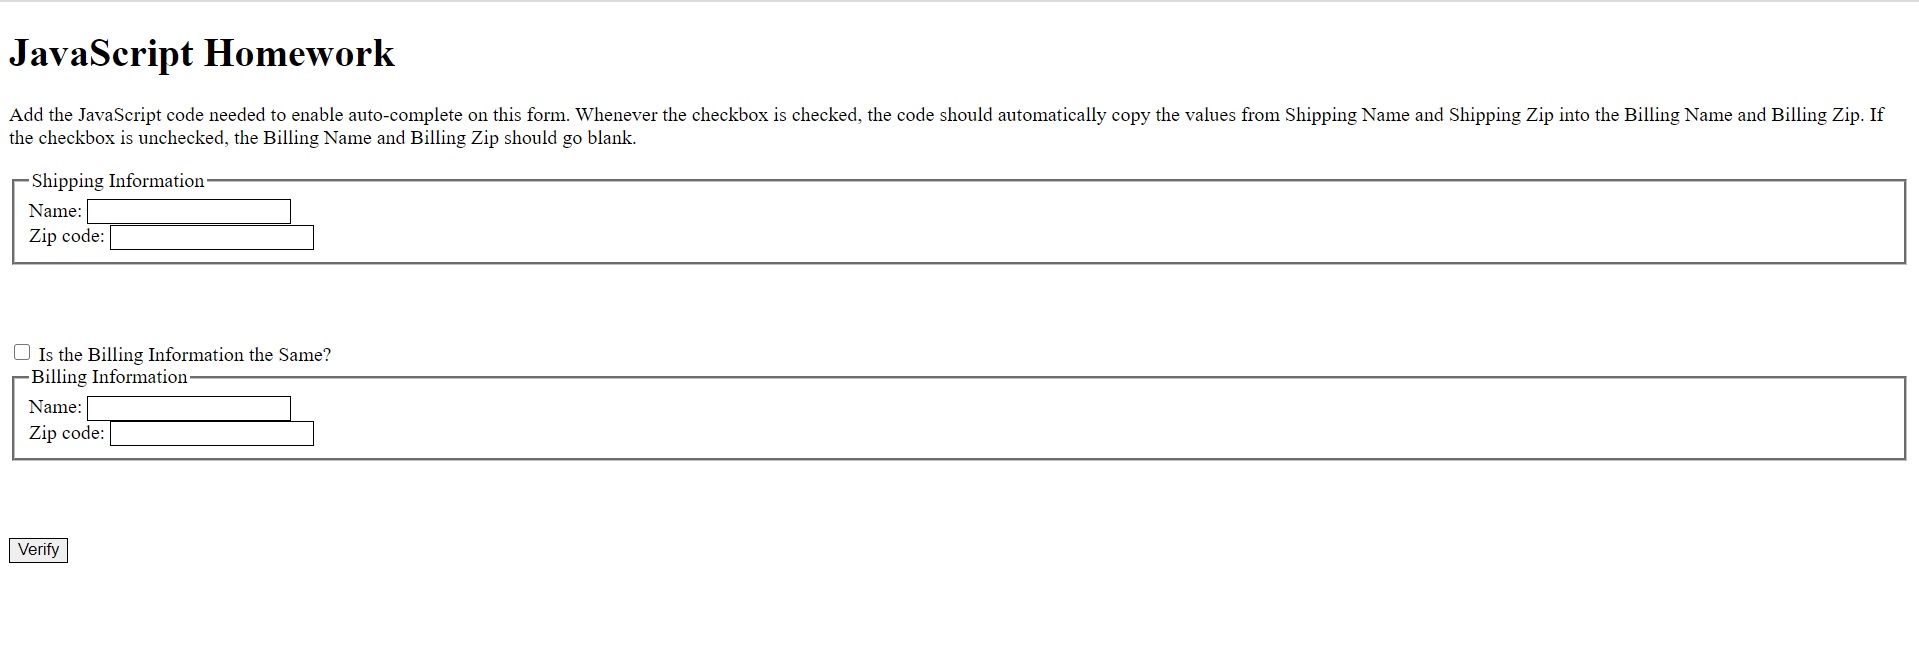 JavaScript Homework
Add the JavaScript code needed to enable auto-complete on this form. Whenever the checkbox is checked, the code should automatically copy the values from Shipping Name and Shipping Zip into the Billing Name and Billing Zip. If
the checkbox is unchecked, the Billing Name and Billing Zip should go blank.
Shipping Information
Name:
Zip code:
Is the Billing Information the Same?
Billing Information
Name:
Zip code:
Verify